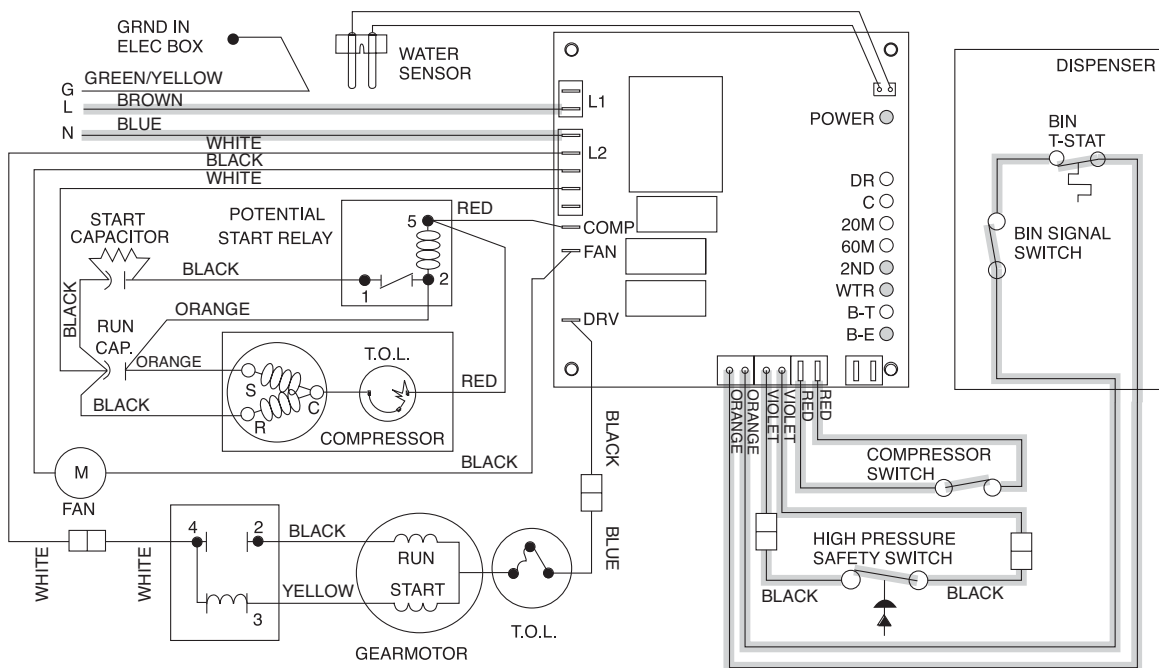 GRND IN
ELEC BOX
WATER
SENSOR
DISPENSER
G
GREEN/YELLOW
L
BROWN
L1
N
BLUE
WHITE
BLACK
WHITE
L2
POWER
BIN
T-STAT
DR
C
20M
60M
2ND
WTR
B-T
B-E
BIN SIGNAL
SWITCH
START
CAPACITOR
POTENTIAL
START RELAY
5
RED
COMP
FAN
BLACK
1
2
BLACK
ORANGE
RUN
CAP.
ORANGE
DRV
T.O.L.
S
C
R
RED
BLACK
COMPRESSOR
ORANGE
ORANGE
VIOLET
VIOLET
RED
RED
BLACK
COMPRESSOR
SWITCH
M
FAN
BLACK
4
2
BLACK
RUN
HIGH PRESSURE
SAFETY SWITCH
BLUE
WHITE
WHITE
YELLOW
START
3
BLACK
BLACK
T.O.L.
GEARMOTOR